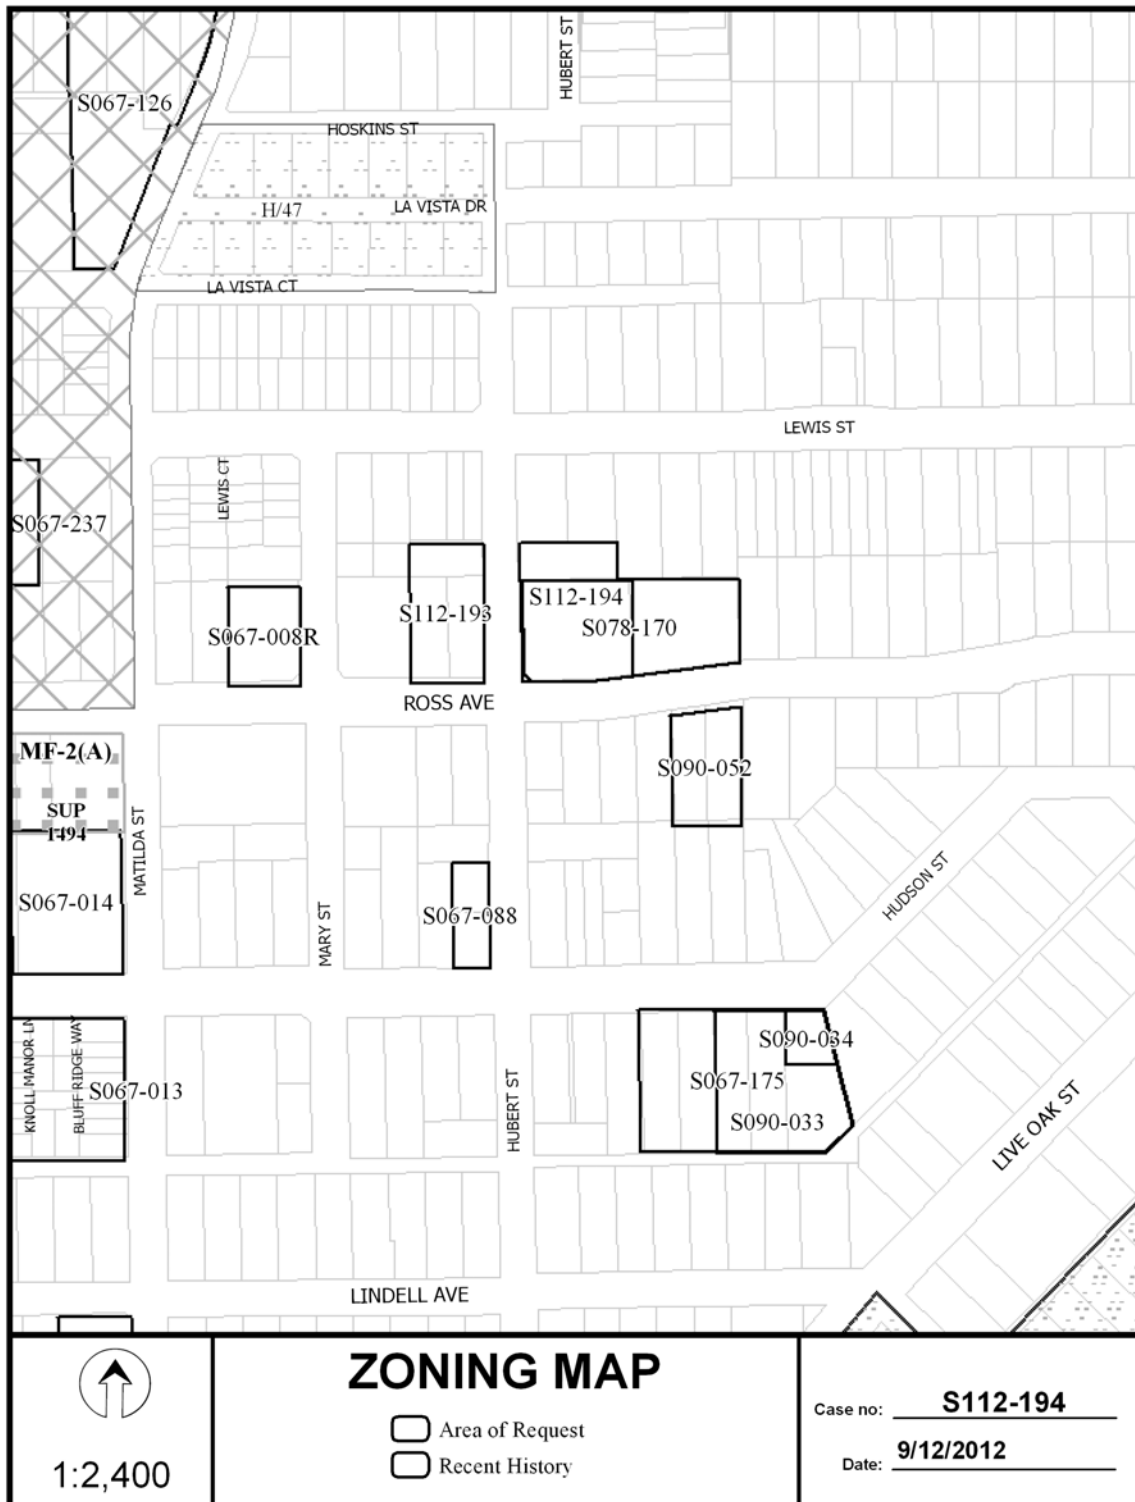 HUBERT ST
S067-126
HOSKINS ST
H/47
LA VISTA DR
LA VISTA CT
LEWIS ST
LEWIS CT
S067-237
S112-193
S112-194
S078-170
S067-008R
ROSS AVE
MF-2(A)
SUP
1494
S090-052
MATILDA ST
S067-014
MARY ST
S067-088
HUDSON ST
KNOLL MANOR LN
BLUFF RIDGE WAY
S067-013
HUBERT ST
S090-034
S067-175
S090-033
LIVE OAK ST
LINDELL AVE
1:2,400
ZONING MAP
Area of Request
Recent History
Case no: S112-194
Date: 9/12/2012